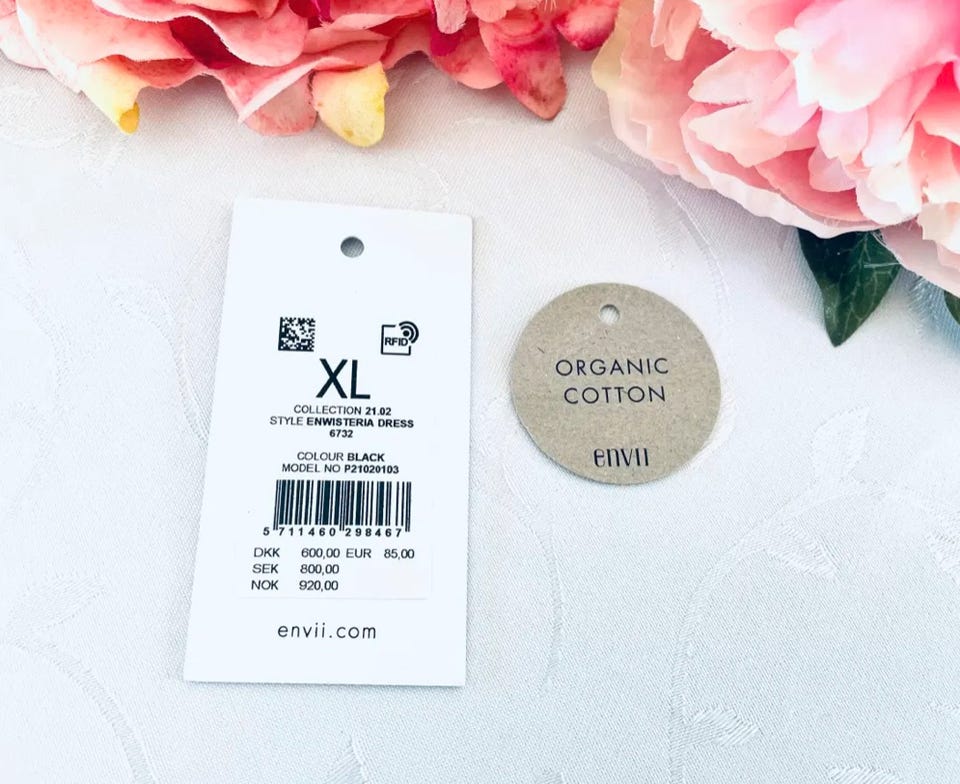 RFID
XL
COLLECTION 21.02
STYLE ENWISTERIA DRESS
6732
COLOUR BLACK
MODEL NO P21020103
5 711460 298467
DKK 600,00 EUR 85,00
SEK 800,00
NOK 920,00
envii.com
ORGANIC
COTTON
envii